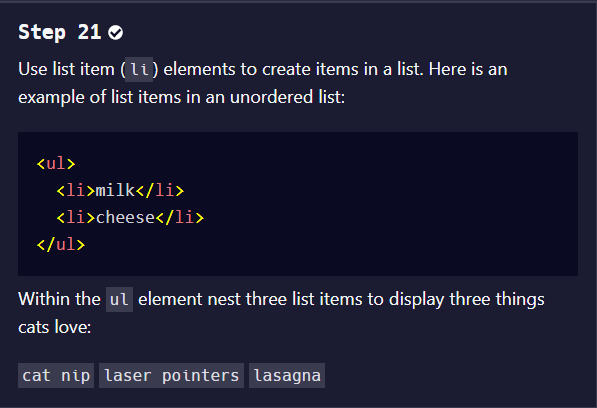 Step 21
Use list item (li) elements to create items in a list. Here is an
example of list items in an unordered list:
<ul>
  <li>milk</li>
  <li>cheese</li>
</ul>
Within the ul element nest three list items to display three things
cats love:
cat nip laser pointers lasagna